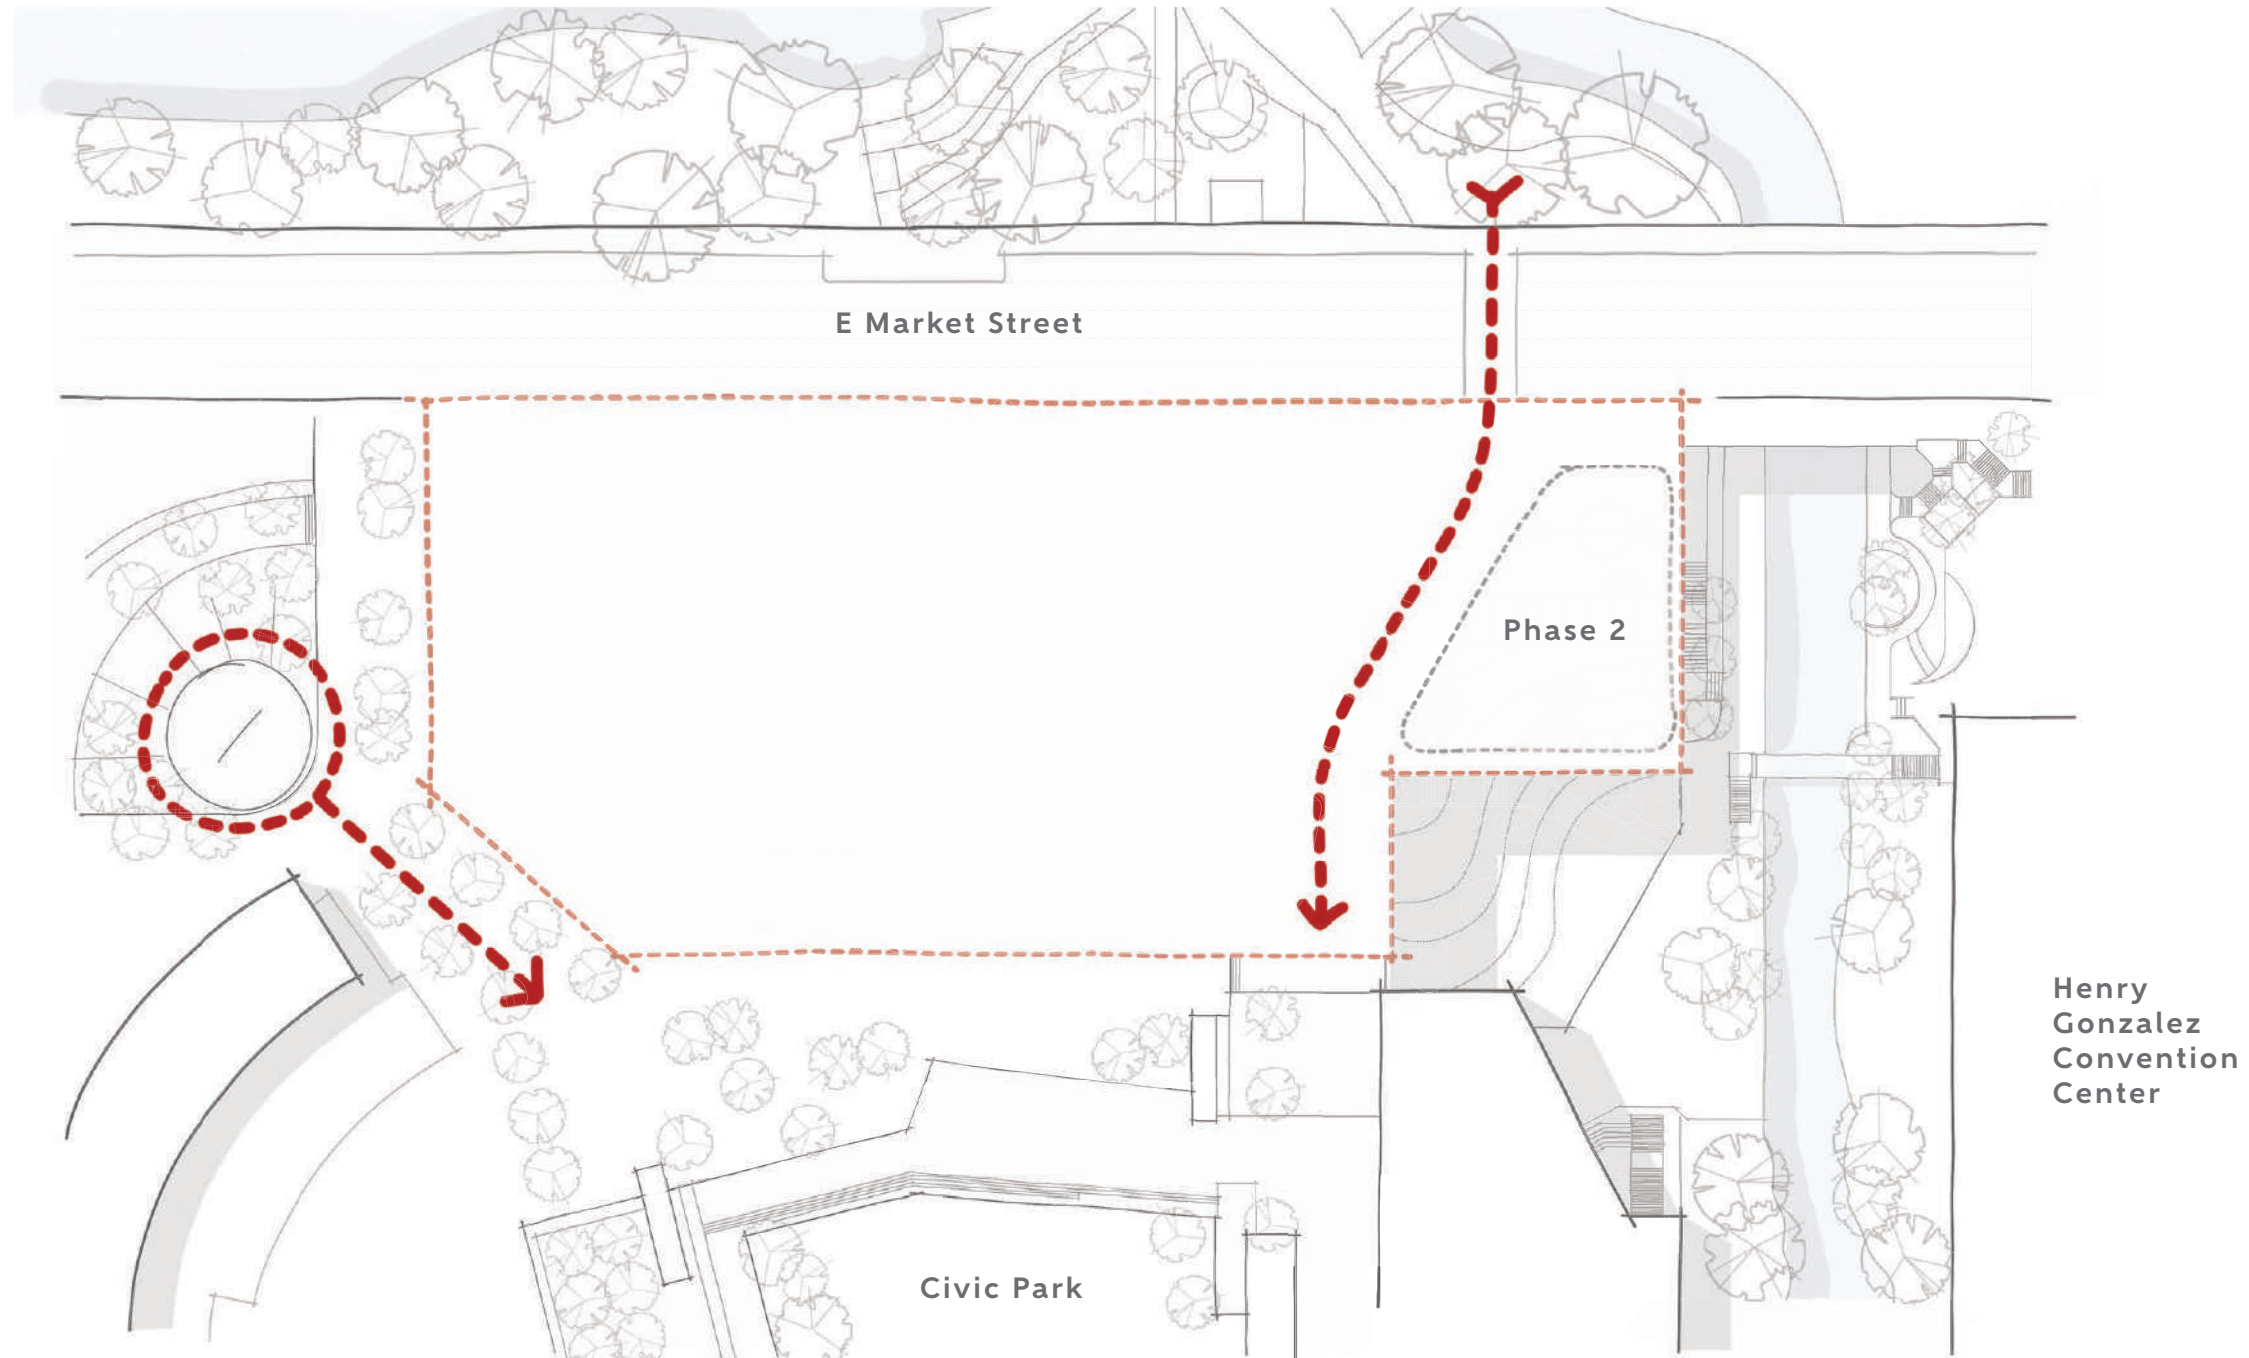 E Market Street
Phase 2
Henry
Gonzalez
Convention
Center
Civic Park